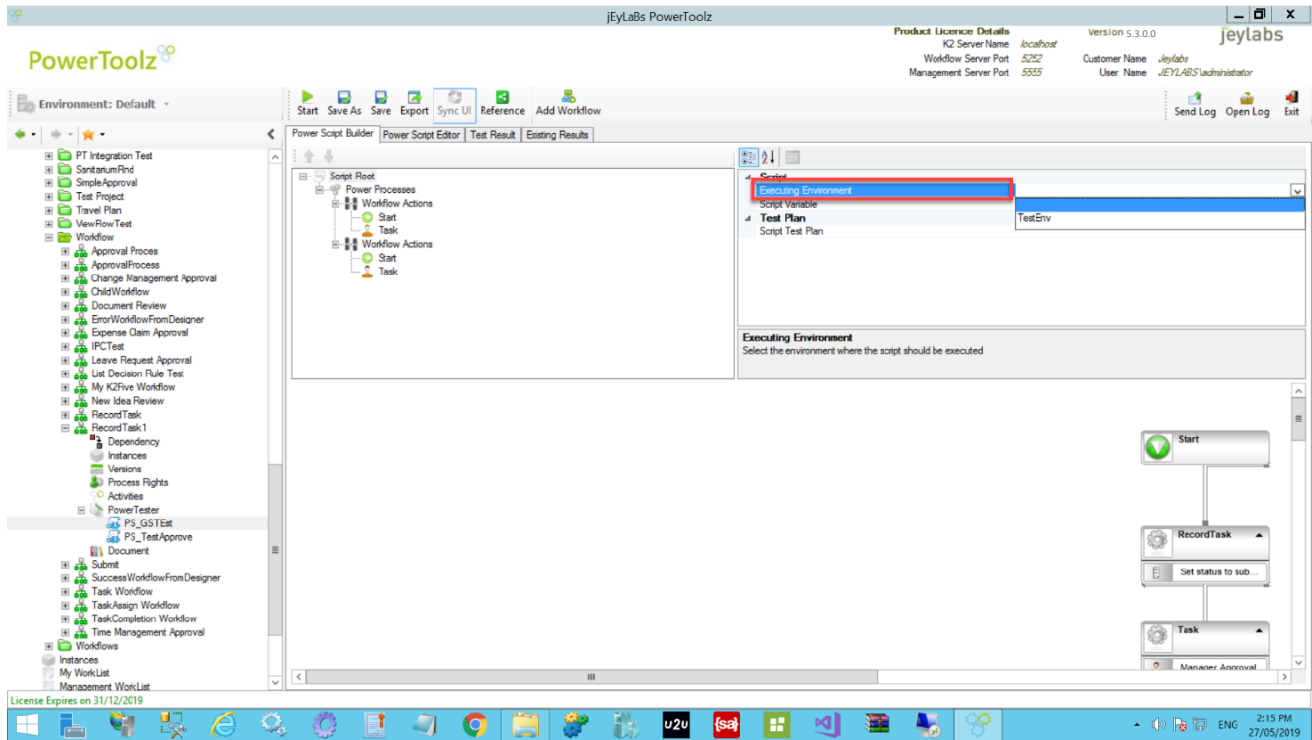 jEyLaBs PowerToolz
PowerToolz
Product Licence Details
K2 Server Name localhost
Workflow Server Port 5252
Management Server Port 5555
Version 5.3.0.0
Customer Name Jeylabs
User Name JEYLABS\administrator
jeylabs
Environment: Default
Start Save As Save Export Sync UI Reference Add Workflow
Send Log Open Log Exit
Power Script Builder Power Script Editor Test Result Existing Results
PT Integration Test
SanitariumRnd
SimpleApproval
Test Project
Travel Plan
ViewFlowTest
Workflow
Approval Proces
ApprovalProcess
Change Management Approval
ChildWorkflow
Document Review
ErrorWorkflowFromDesigner
Expense Claim Approval
IPCTest
Leave Request Approval
List Decision Rule Test
My K2Five Workflow
New Idea Review
RecordTask
RecordTask1
Dependency
Instances
Versions
Process Rights
Activities
PowerTester
PS_GSTEst
PS_TestApprove
Document
Submit
SuccessWorkflowFromDesigner
Task Worlflow
TaskAssign Workflow
TaskCompletion Workflow
Time Management Approval
Workflows
Instances
My WorkList
Management WorkList
Script Root
Power Processes
Workflow Actions
Start
Task
Workflow Actions
Start
Task
Script
Executing Environment
Script Variable
Test Plan
Script Test Plan
TestEnv
Executing Environment
Select the environment where the script should be executed
Start
RecordTask
Set status to sub...
Task
Manager Approval
License Expires on 31/12/2019
U2U
{sa}
ENG
2:15 PM
27/05/2019